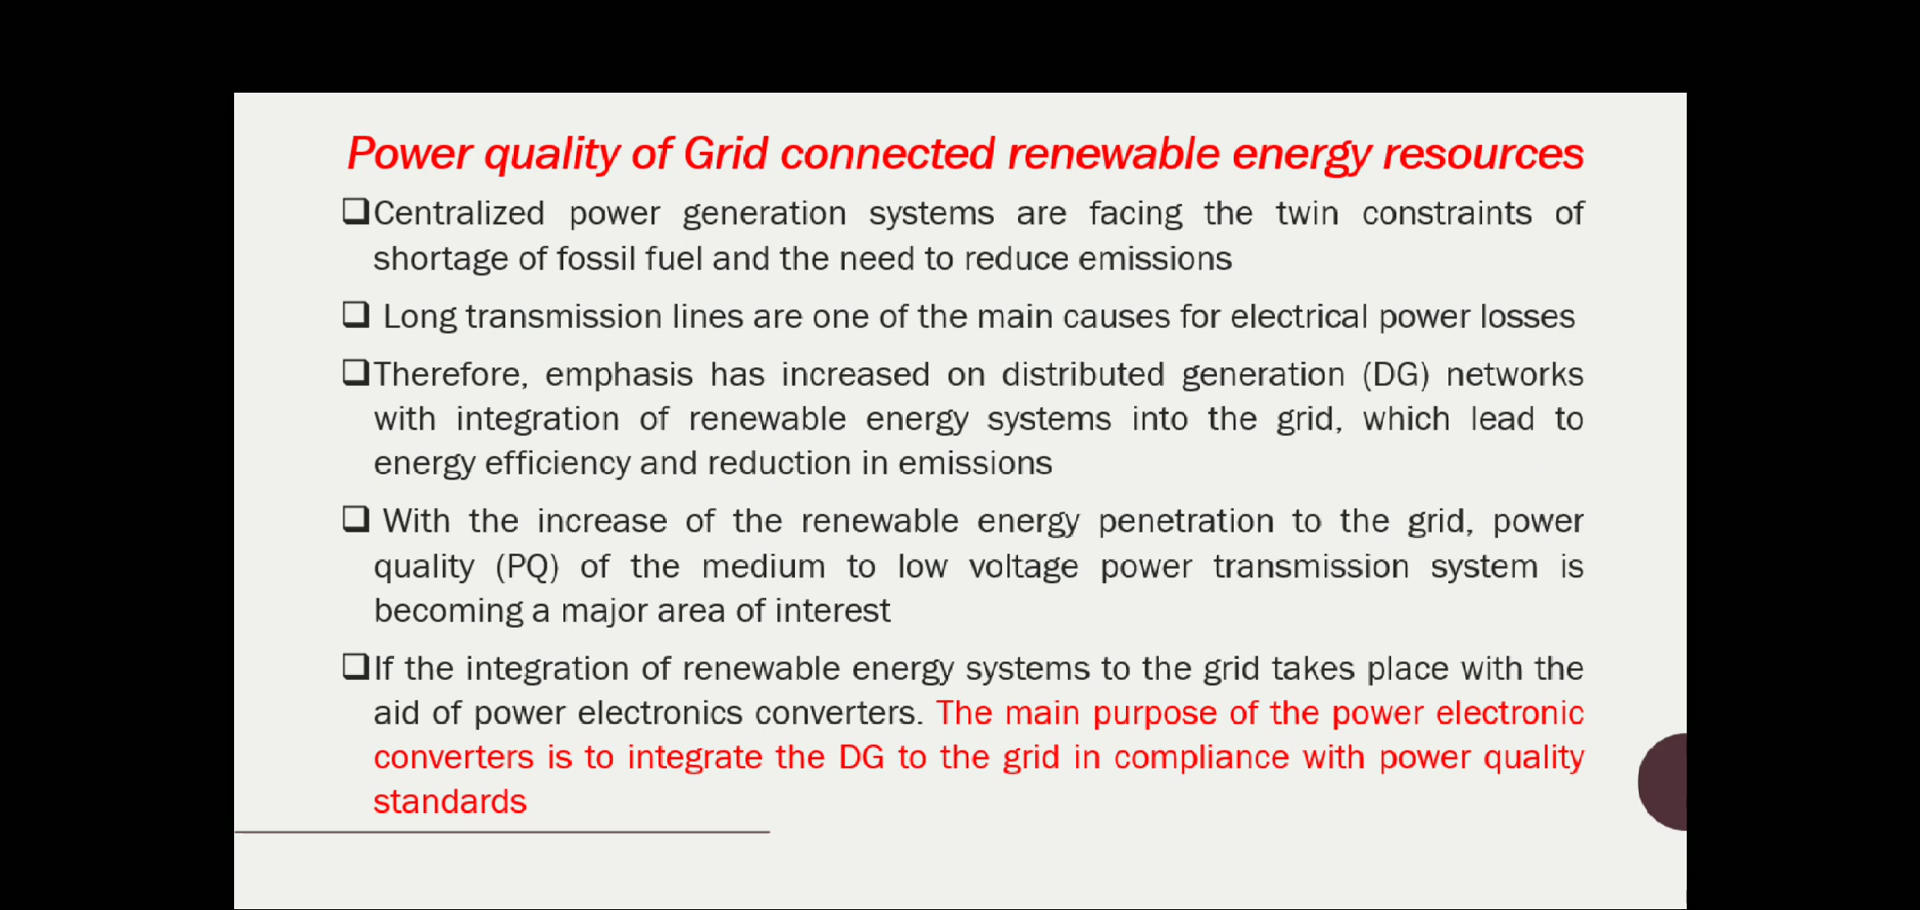 Power quality of Grid connected renewable energy resources
❑Centralized power generation systems are facing the twin constraints of
shortage of fossil fuel and the need to reduce emissions
❑ Long transmission lines are one of the main causes for electrical power losses
❑Therefore, emphasis has increased on distributed generation (DG) networks
with integration of renewable energy systems into the grid, which lead to
energy efficiency and reduction in emissions
❑ With the increase of the renewable energy penetration to the grid, power
quality (PQ) of the medium to low voltage power transmission system is
becoming a major area of interest
❑If the integration of renewable energy systems to the grid takes place with the
aid of power electronics converters. The main purpose of the power electronic
converters is to integrate the DG to the grid in compliance with power quality
standards